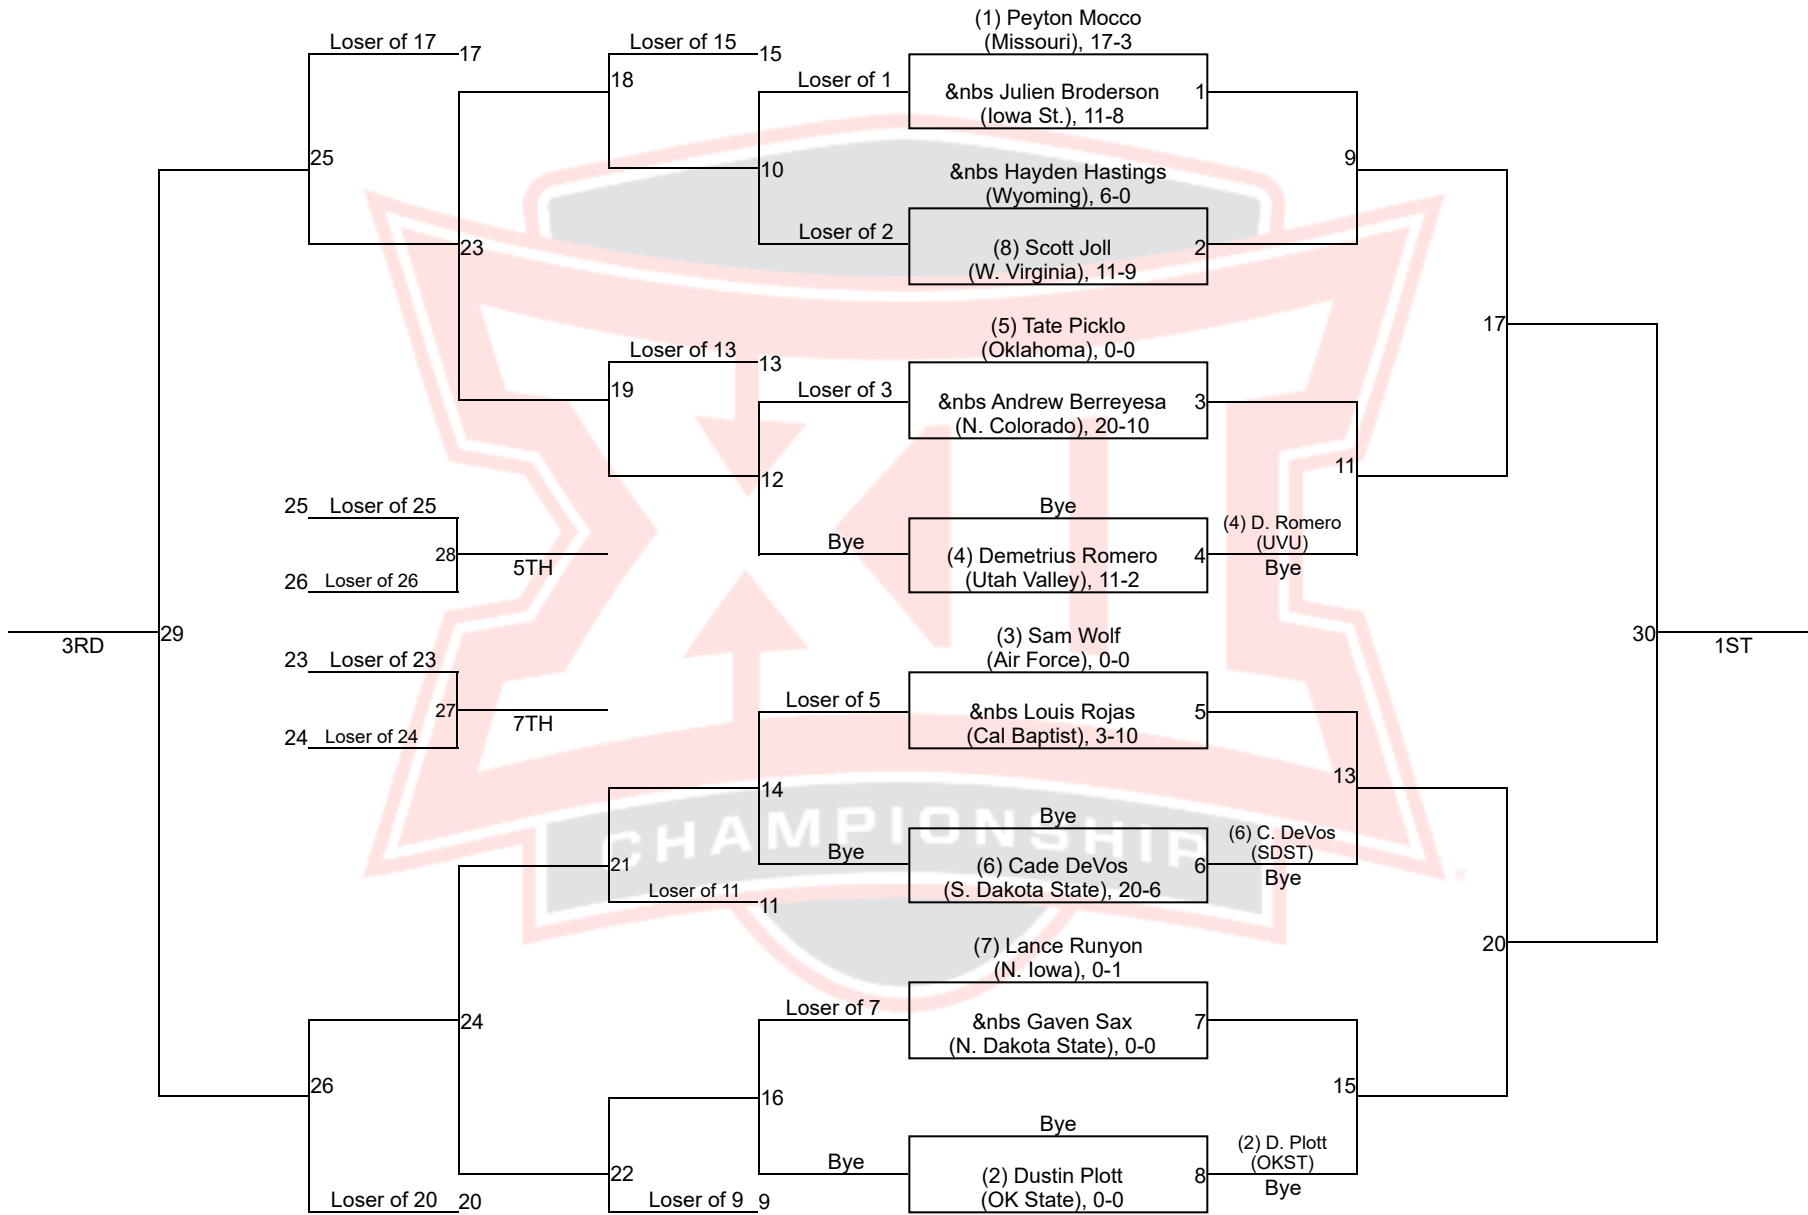 (1) Peyton Mocco
(Missouri), 17-3
Loser of 17
17
Loser of 15
15
18
Loser of 1
&nbs Julien Broderson
(Iowa St.), 11-8
1
25
10
9
&nbs Hayden Hastings
(Wyoming), 6-0
23
Loser of 2
(8) Scott Joll
(W. Virginia), 11-9
2
(5) Tate Picklo
(Oklahoma), 0-0
17
Loser of 13
13
19
Loser of 3
&nbs Andrew Berreyesa
(N. Colorado), 20-10
3
12
11
25
Loser of 25
Bye
28
5TH
Bye
(4) Demetrius Romero
(Utah Valley), 11-2
4
(4) D. Romero
(UVU)
Bye
26
Loser of 26
3RD
29
(3) Sam Wolf
(Air Force), 0-0
30
1ST
23
Loser of 23
27
7TH
Loser of 5
&nbs Louis Rojas
(Cal Baptist), 3-10
5
24
Loser of 24
14
13
CHAMPIONSHIP
Bye
21
Bye
(6) Cade DeVos
(S. Dakota State), 20-6
6
(6) C. DeVos
(SDST)
Bye
Loser of 11
11
(7) Lance Runyon
(N. Iowa), 0-1
20
24
Loser of 7
&nbs Gaven Sax
(N. Dakota State), 0-0
7
26
16
15
Bye
22
Bye
(2) Dustin Plott
(OK State), 0-0
8
(2) D. Plott
(OKST)
Bye
Loser of 20
20
Loser of 9
9